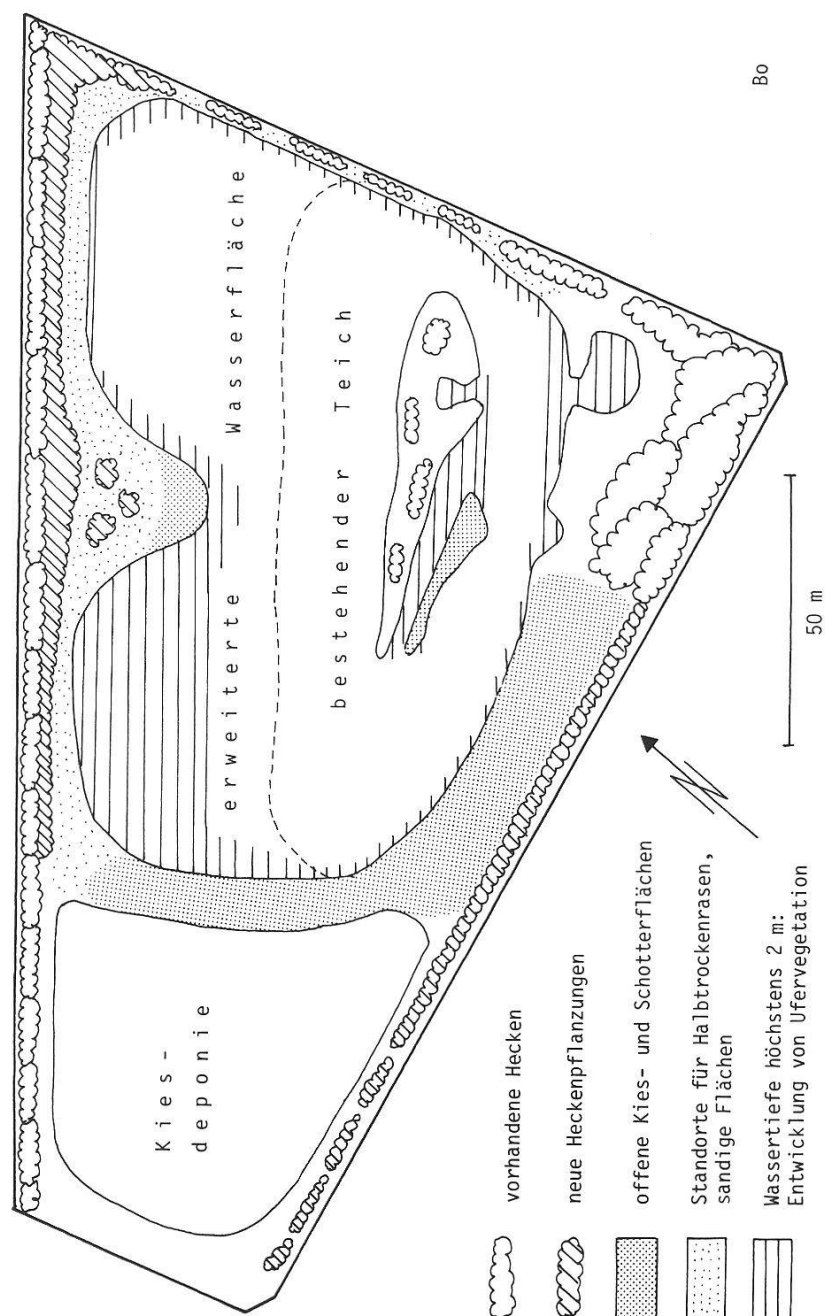 erweiterte Wasserfläche
bestehender Teich
Kies-
deponie
vorhandene Hecken
neue Heckenpflanzungen
offene Kies- und Schotterflächen
Standorte für Halbtrockenrasen,
sandige Flächen
Wassertiefe höchstens 2 m:
Entwicklung von Ufervegetation
50 m
Bo